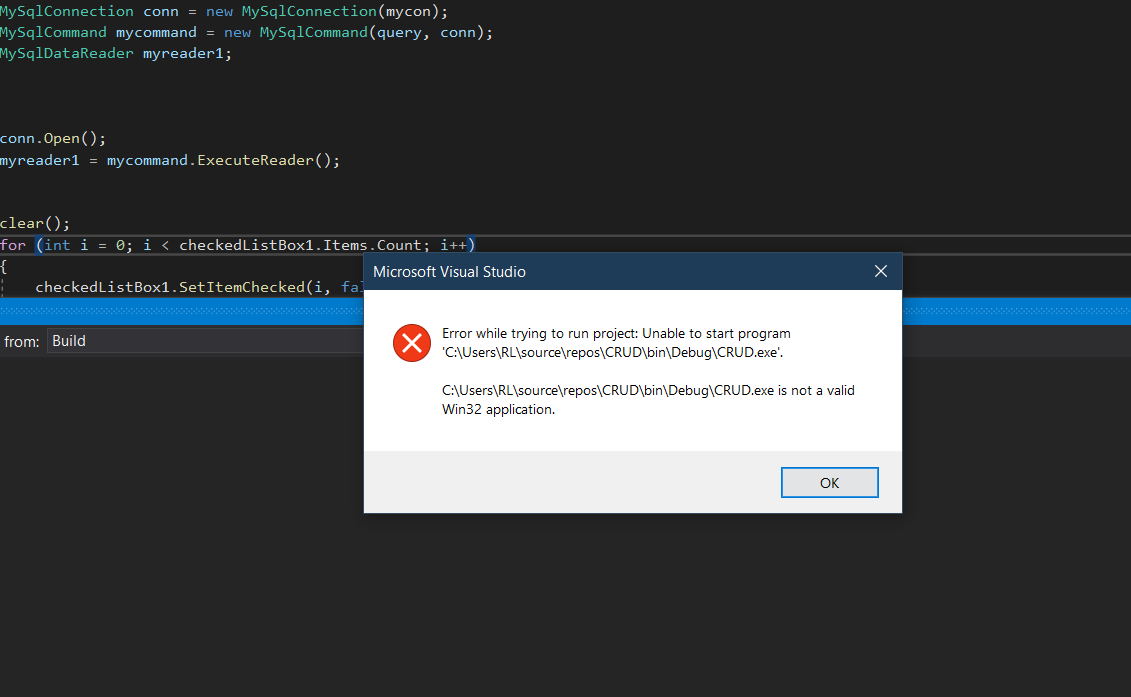 MySqlConnection conn = new MySqlConnection(mycon);
MySqlCommand mycommand = new MySqlCommand(query, conn);
MySqlDataReader myreader1;
conn.Open();
myreader1 = mycommand.ExecuteReader();
clear();
for (int i = 0; i < checkedListBox1.Items.Count; i++)
{
checkedListBox1.SetItemChecked(i,
Microsoft Visual Studio
Error while trying to run project: Unable to start program
'C:\Users\RL\source\repos\CRUD\bin\Debug\CRUD.exe'.
C:\Users\RL\source\repos\CRUD\bin\Debug\CRUD.exe is not a valid
Win32 application.
OK
from: Build